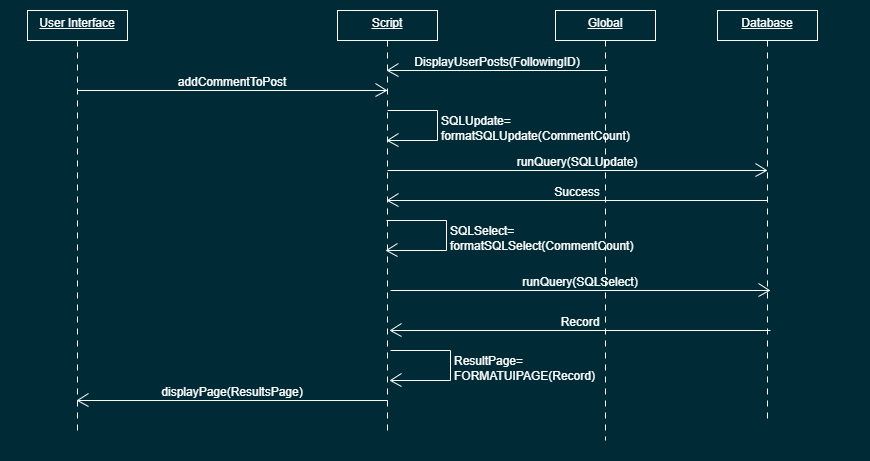 User Interface
Script
Global
Database
DisplayUserPosts(FollowingID)
addCommentToPost
SQLUpdate=
formatSQLUpdate(CommentCount)
runQuery(SQLUpdate)
Success
SQLSelect=
formatSQLSelect(CommentCount)
runQuery(SQLSelect)
Record
ResultPage=
FORMATUIPAGE(Record)
displayPage(ResultsPage)